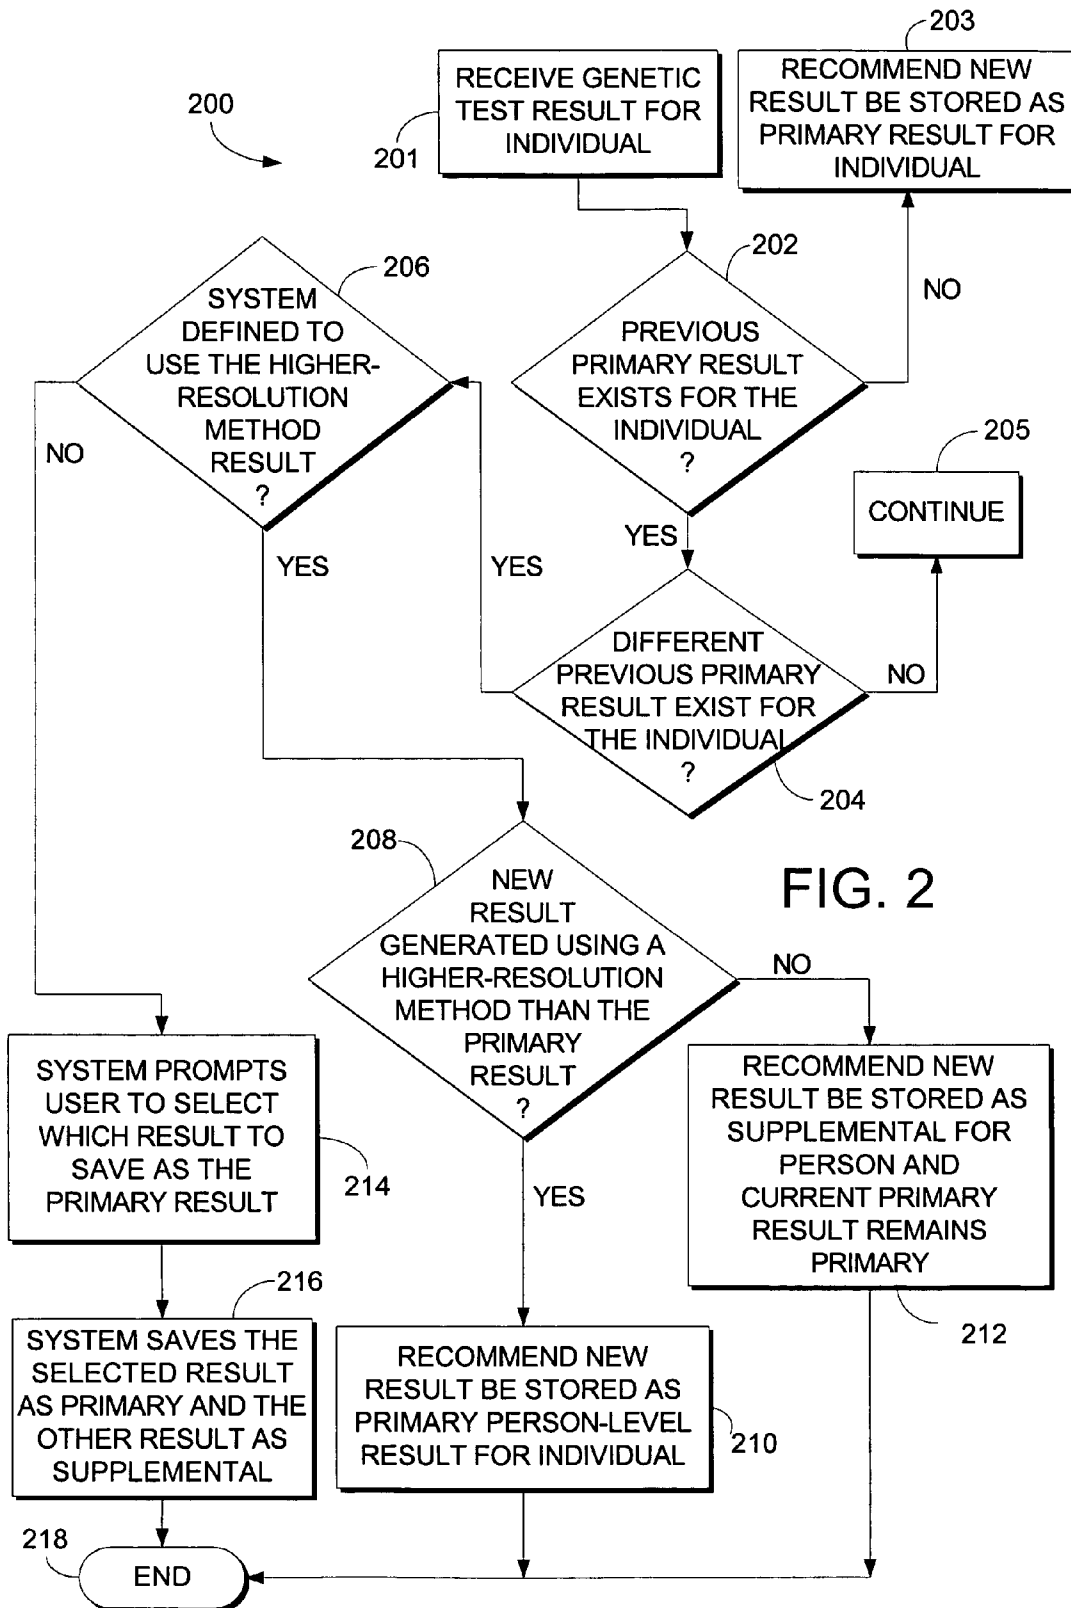 203
RECEIVE GENETIC
TEST RESULT FOR
INDIVIDUAL
201
RECOMMEND NEW
RESULT BE STORED AS
PRIMARY RESULT FOR
INDIVIDUAL
200
202
PREVIOUS
PRIMARY RESULT
EXISTS FOR THE
INDIVIDUAL
?
NO
YES
206
SYSTEM
DEFINED TO
USE THE HIGHER-
RESOLUTION
METHOD
RESULT
?
NO
YES
YES
205
CONTINUE
DIFFERENT
PREVIOUS PRIMARY
RESULT EXIST FOR
THE INDIVIDUAL
?
NO
204
208
NEW
RESULT
GENERATED USING A
HIGHER-RESOLUTION
METHOD THAN THE
PRIMARY
RESULT
?
NO
YES
FIG. 2
SYSTEM PROMPTS
USER TO SELECT
WHICH RESULT TO
SAVE AS THE
PRIMARY RESULT
214
RECOMMEND NEW
RESULT BE STORED AS
SUPPLEMENTAL FOR
PERSON AND
CURRENT PRIMARY
RESULT REMAINS
PRIMARY
212
216
SYSTEM SAVES THE
SELECTED RESULT
AS PRIMARY AND THE
OTHER RESULT AS
SUPPLEMENTAL
RECOMMEND NEW
RESULT BE STORED AS
PRIMARY PERSON-LEVEL
RESULT FOR INDIVIDUAL
210
218
END